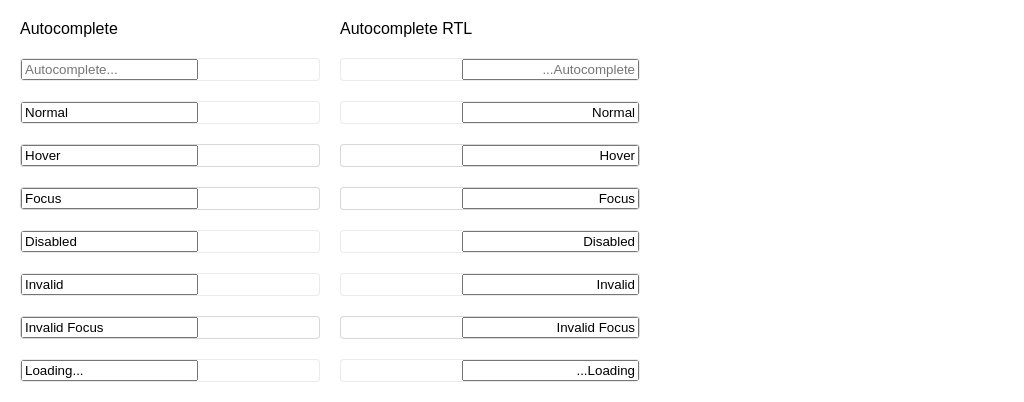 Autocomplete
Autocomplete RTL
Autocomplete...
...Autocomplete
Normal
Normal
Hover
Hover
Focus
Focus
Disabled
Disabled
Invalid
Invalid
Invalid Focus
Invalid Focus
Loading...
...Loading